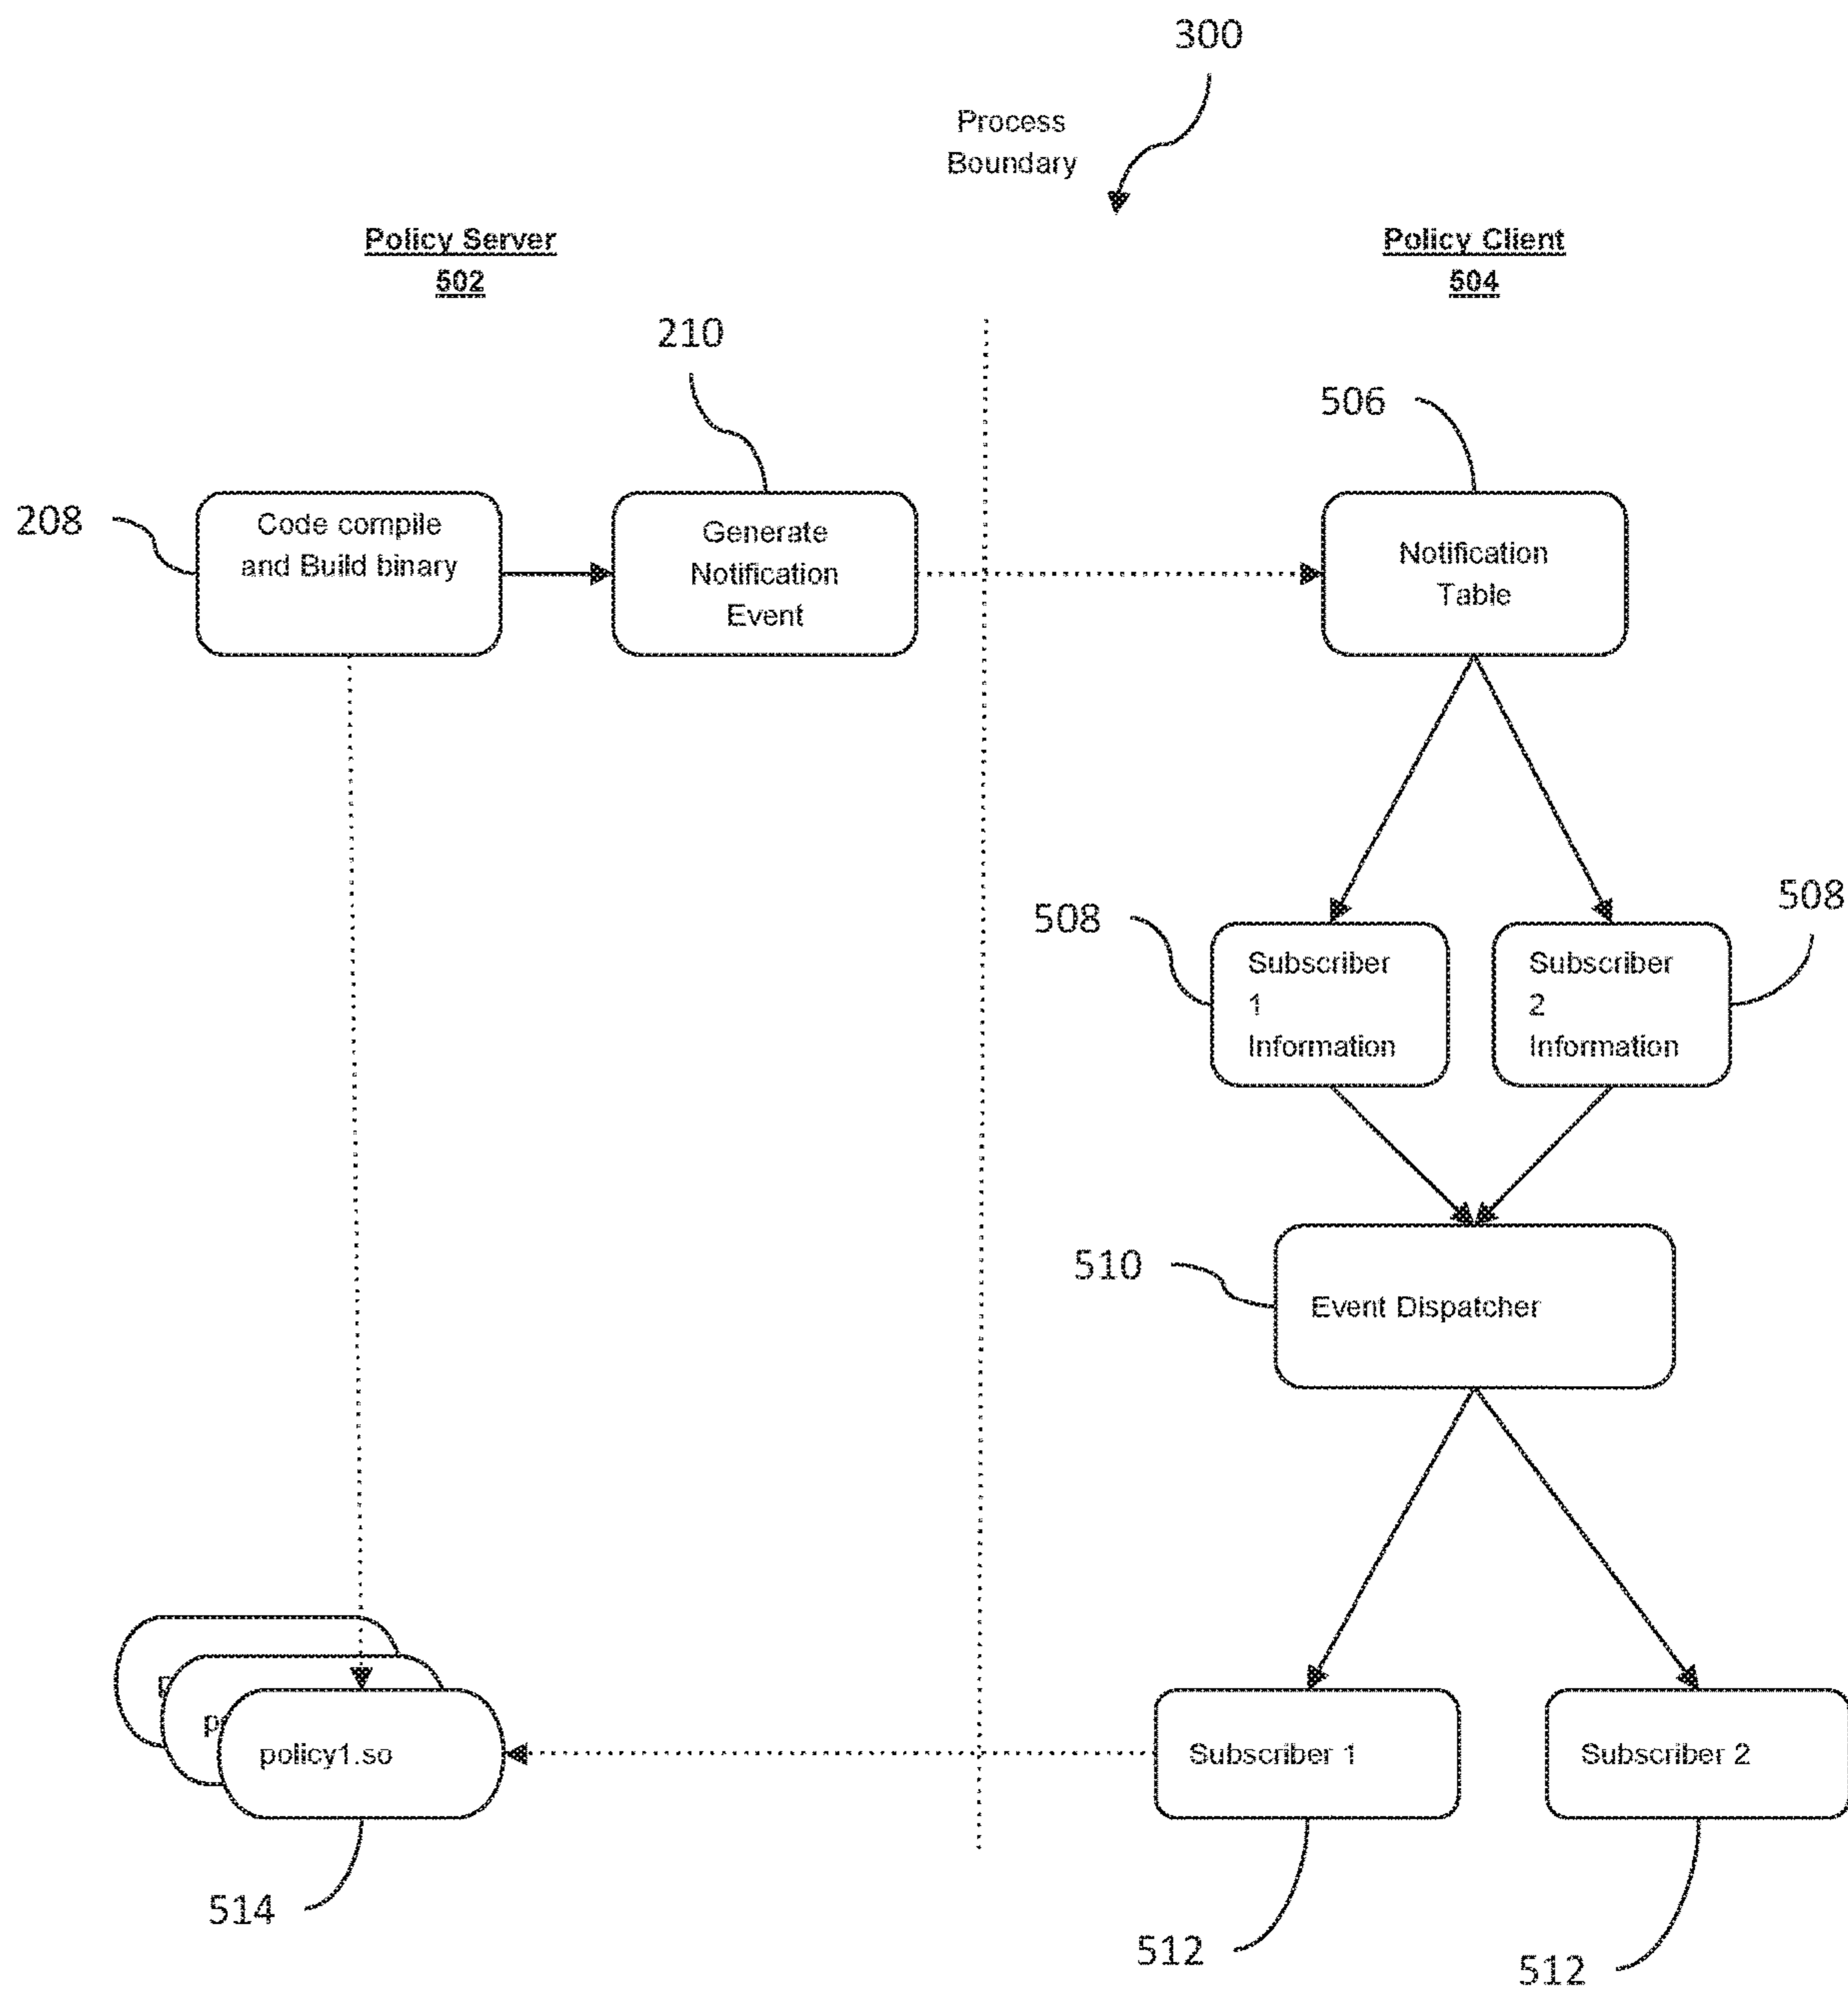 300
Process
Boundary
Policy Server
502
Policy Client
504
210
506
208
Code compile
and Build binary
Generate
Notification
Event
Notification
Table
508
508
Subscriber
1
Information
Subscriber
2
Information
510
Event Dispatcher
policy1.so
Subscriber 1
Subscriber 2
514
512
512